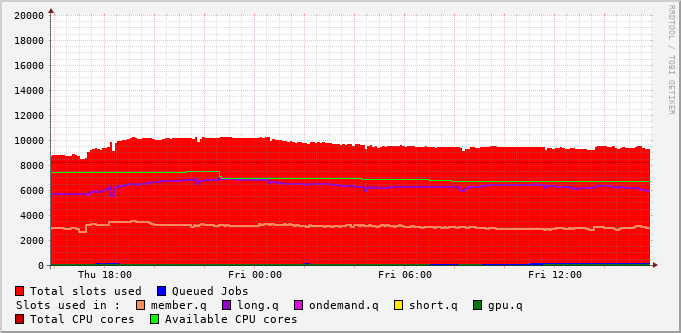 20000
18000
16000
14000
12000
10000
8000
6000
4000
2000
0
Thu 18:00 Fri 00:00 Fri 06:00 Fri 12:00
Total slots used Queued Jobs
Slots used in : member.q long.q ondemand.q short.q gpu.q
Total CPU cores Available CPU cores
RRDTOOL / TOBI OETIKER